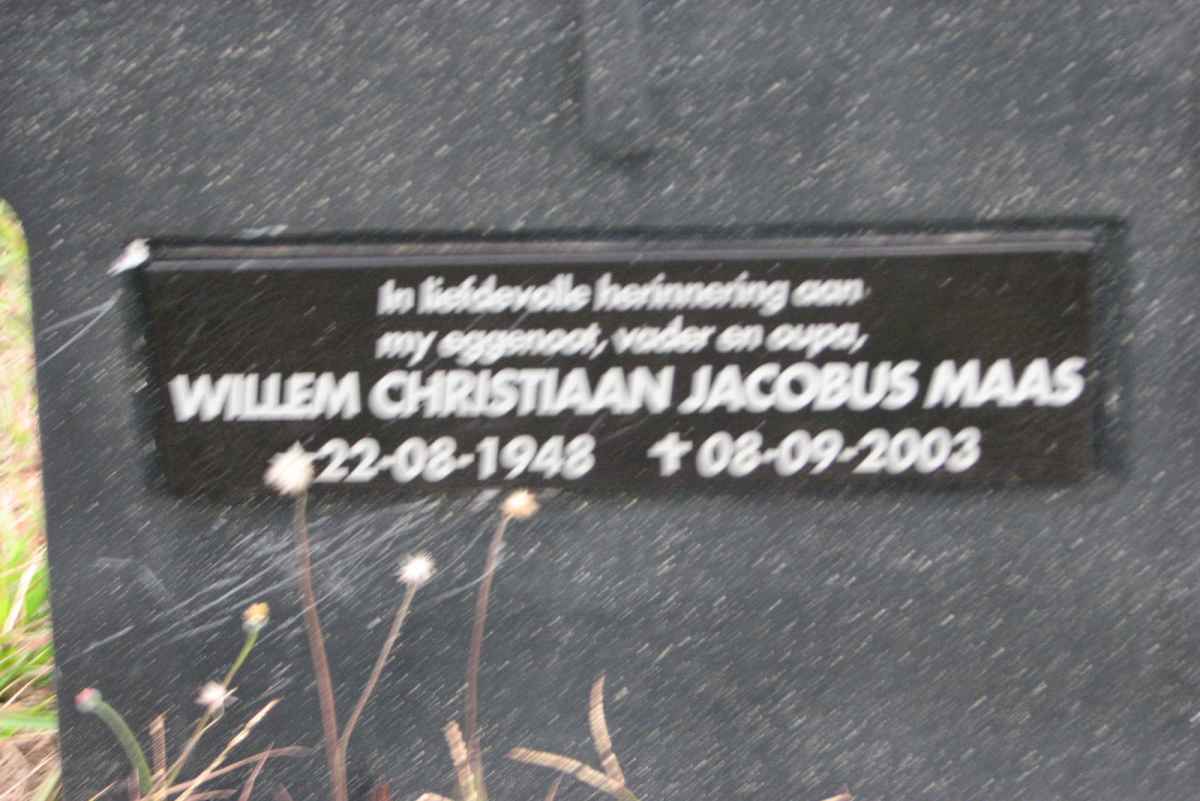 In liefdevolle herinnering aan
my eggenoot, vader en oupa,
WILLEM CHRISTIAAN JACOBUS MAAS
22-08-1948 ✝ 08-09-2003